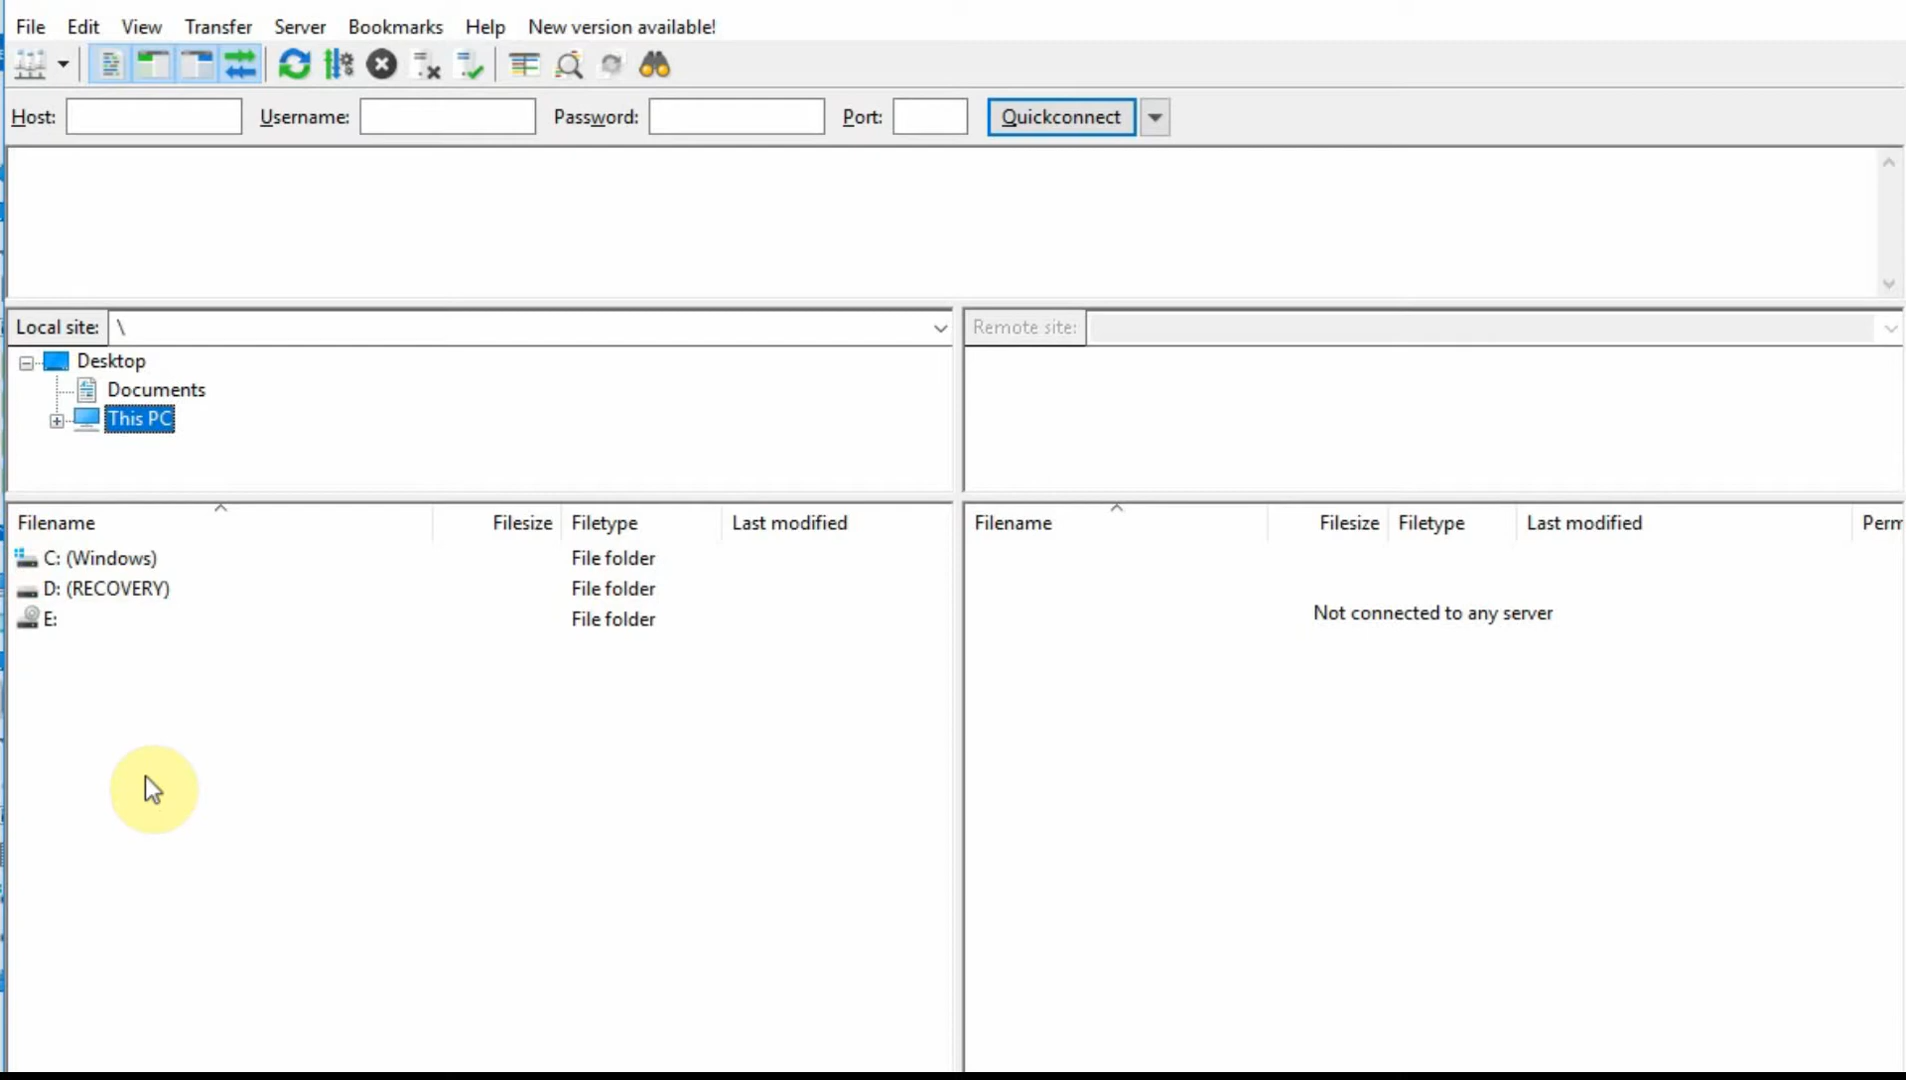 File Edit View Transfer Server Bookmarks Help New version available!
Host: Username: Password: Port: Quickconnect
Local site: \ Remote site:
Desktop
Documents
This PC
Filename Filesize Filetype Last modified Filename Filesize Filetype Last modified Perm
C: (Windows) File folder
D: (RECOVERY) File folder
E: File folder
Not connected to any server